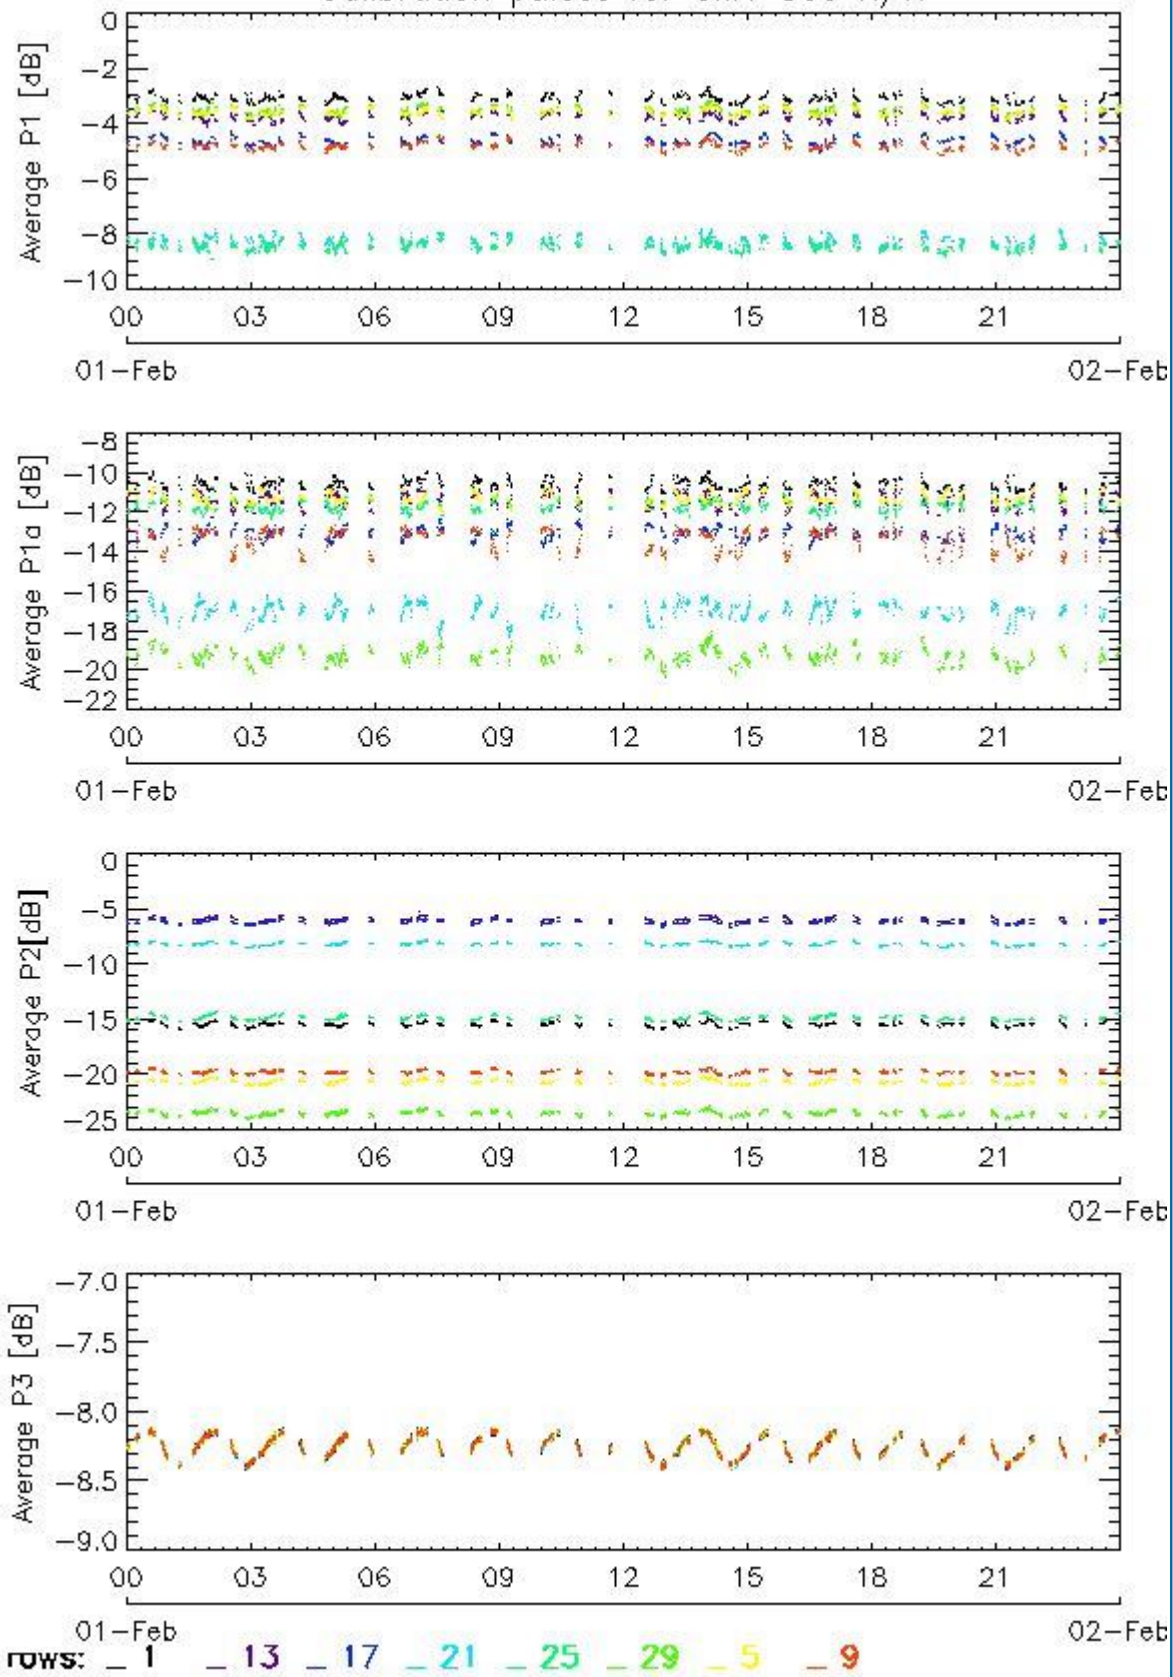 0
−2
−4
−6
−8
−10
Average P1 [dB]
00 03 06 09 12 15 18 21
01−Feb 02−Feb
−8
−10
−12
−14
−16
−18
−20
−22
Average P1a [dB]
00 03 06 09 12 15 18 21
01−Feb 02−Feb
0
−5
−10
−15
−20
−25
Average P2[dB]
00 03 06 09 12 15 18 21
01−Feb 02−Feb
−7.0
−7.5
−8.0
−8.5
−9.0
Average P3 [dB]
00 03 06 09 12 15 18 21
01−Feb 02−Feb
rows: _ 1 _ 13 _ 17 _ 21 _ 25 _ 29 _ 5 _ 9